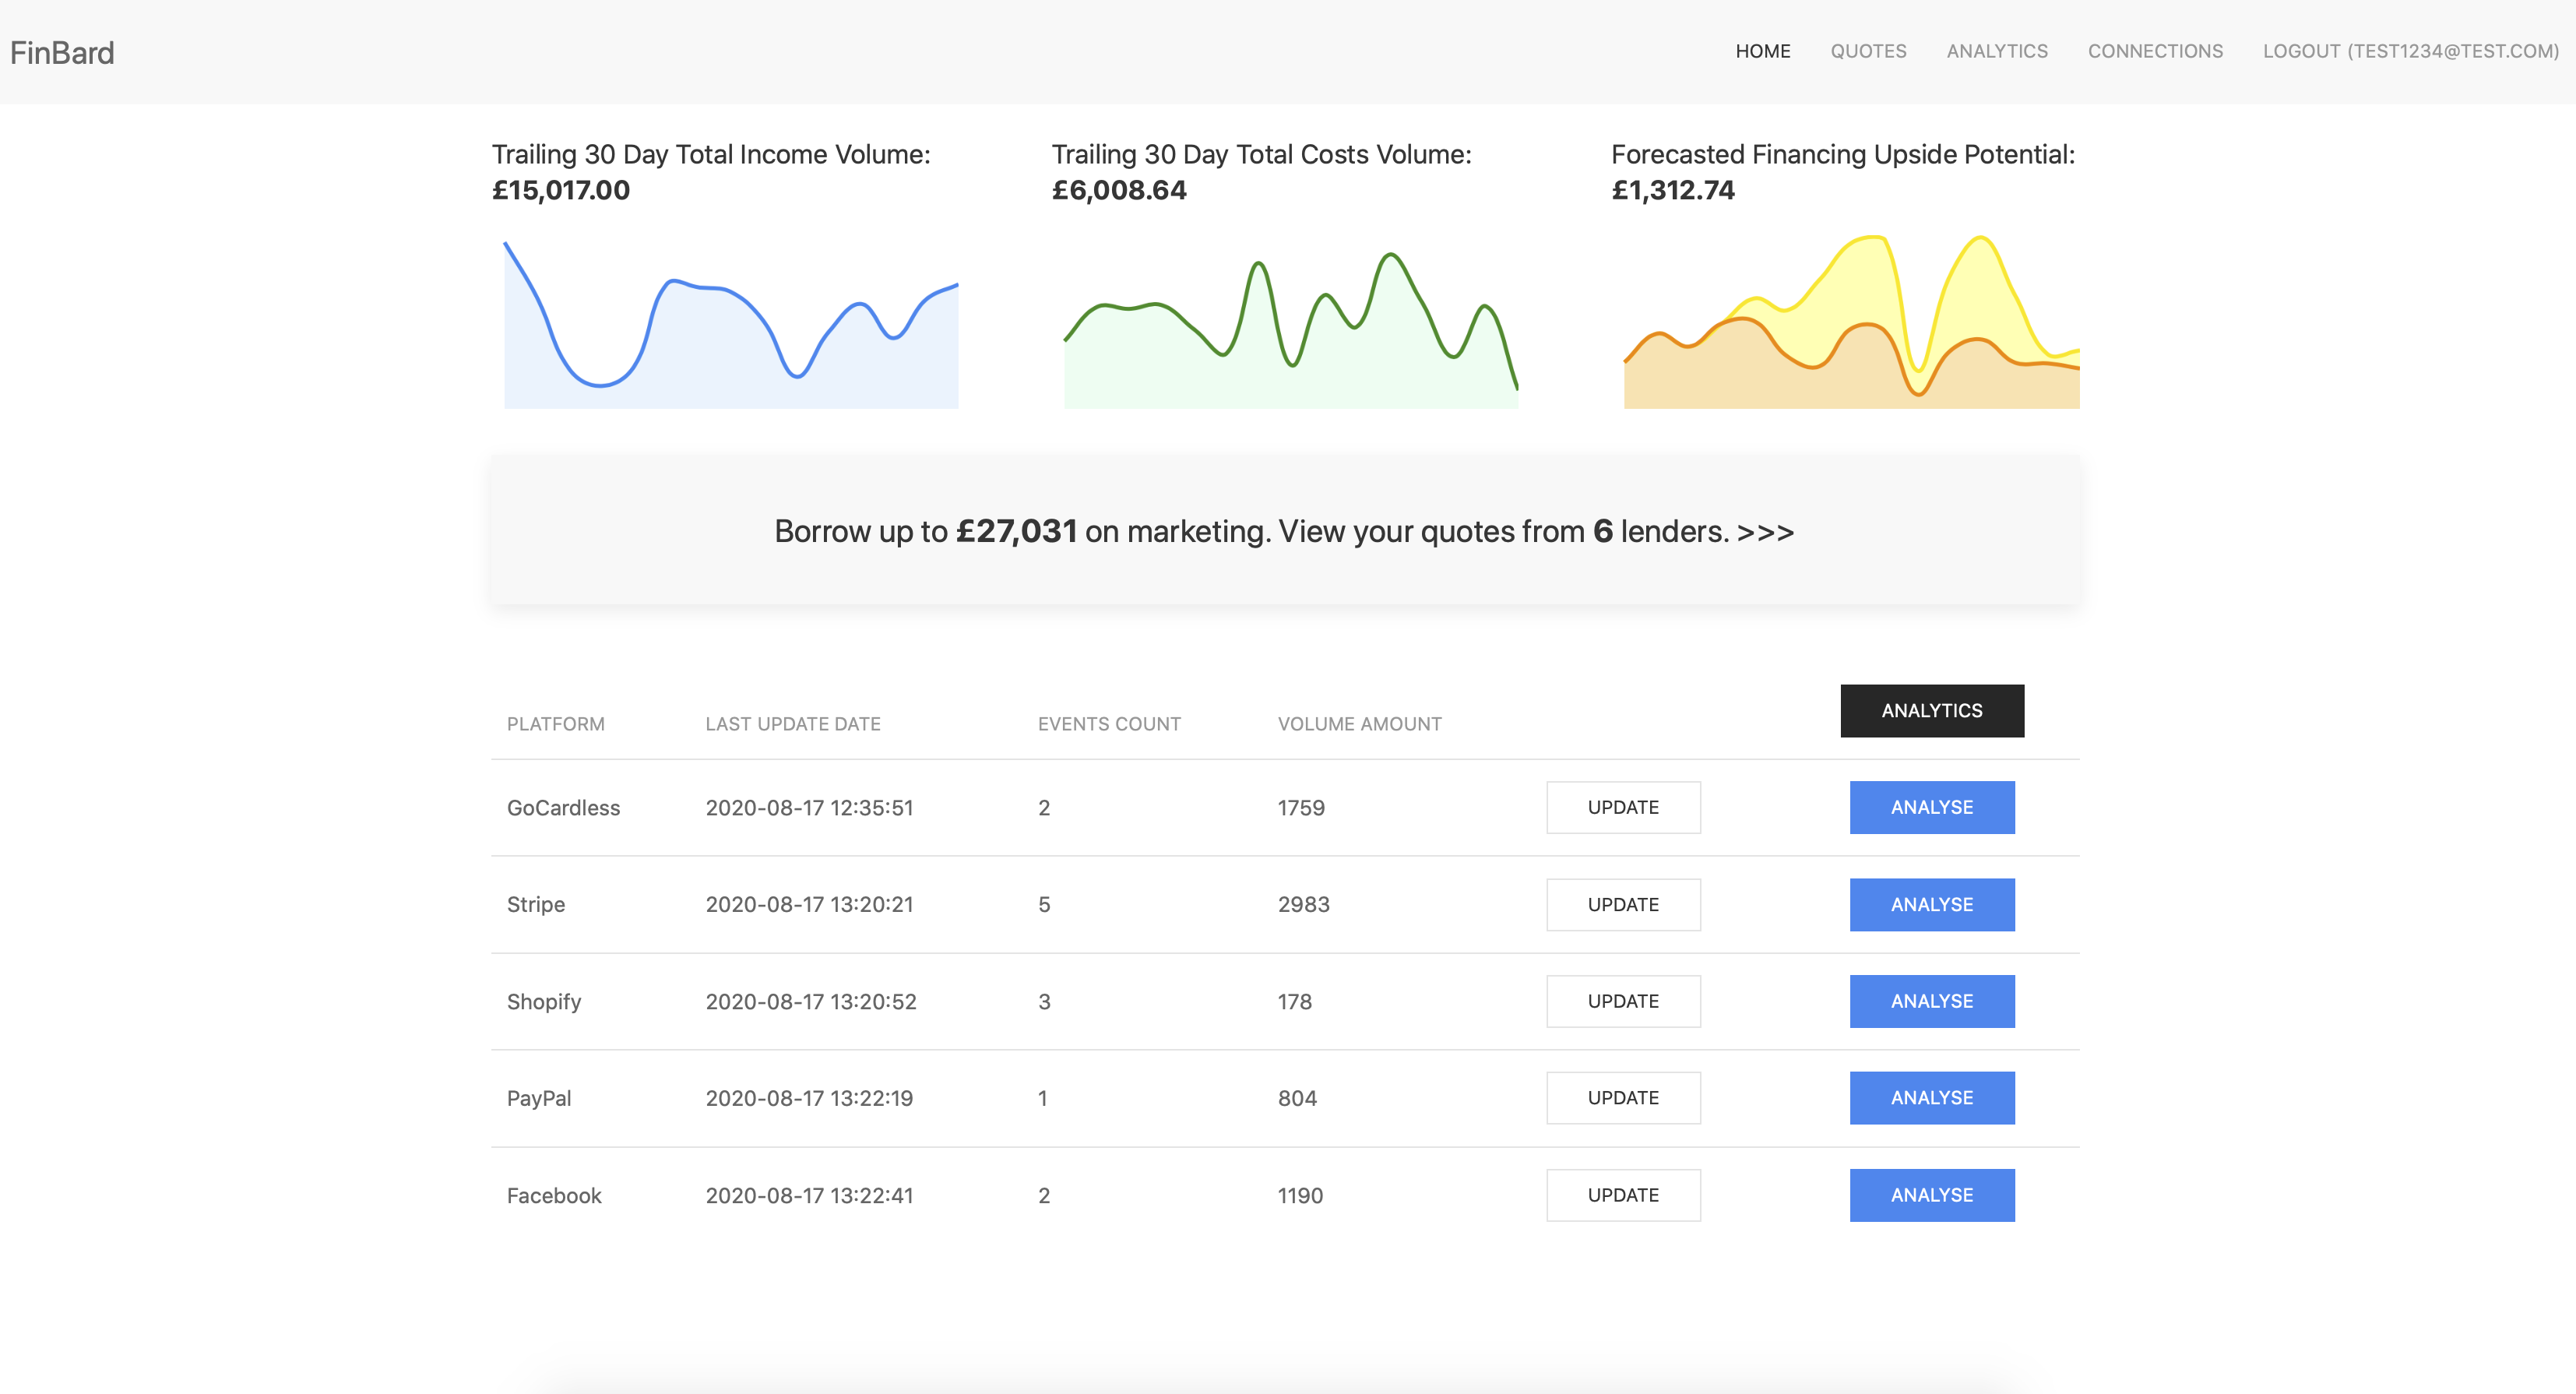 FinBard
HOME QUOTES ANALYTICS CONNECTIONS LOGOUT (TEST1234@TEST.COM)
Trailing 30 Day Total Income Volume:
£15,017.00
Trailing 30 Day Total Costs Volume:
£6,008.64
Forecasted Financing Upside Potential:
£1,312.74
Borrow up to £27,031 on marketing. View your quotes from 6 lenders. >>>
PLATFORM LAST UPDATE DATE EVENTS COUNT VOLUME AMOUNT ANALYTICS
GoCardless 2020-08-17 12:35:51 2 1759 UPDATE ANALYSE
Stripe 2020-08-17 13:20:21 5 2983 UPDATE ANALYSE
Shopify 2020-08-17 13:20:52 3 178 UPDATE ANALYSE
PayPal 2020-08-17 13:22:19 1 804 UPDATE ANALYSE
Facebook 2020-08-17 13:22:41 2 1190 UPDATE ANALYSE